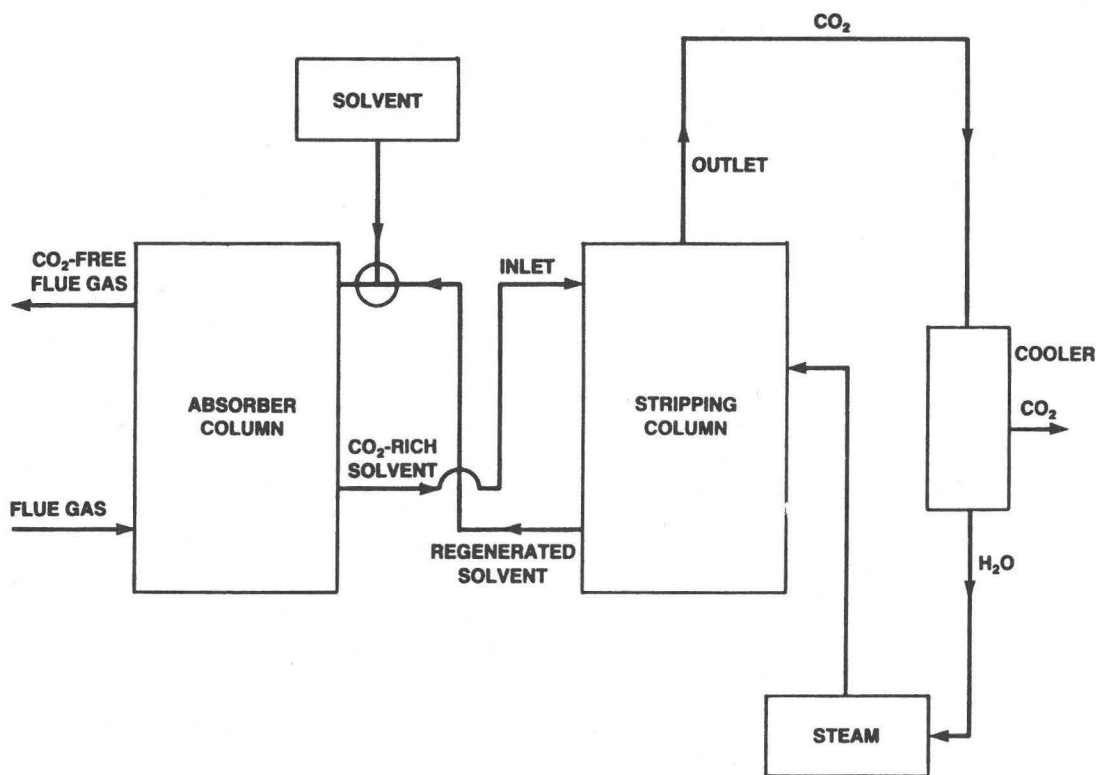 CO₂
SOLVENT
OUTLET
CO₂-FREE
FLUE GAS
INLET
COOLER
ABSORBER
COLUMN
STRIPPING
COLUMN
CO₂
CO₂-RICH
SOLVENT
FLUE GAS
REGENERATED
SOLVENT
H₂O
STEAM